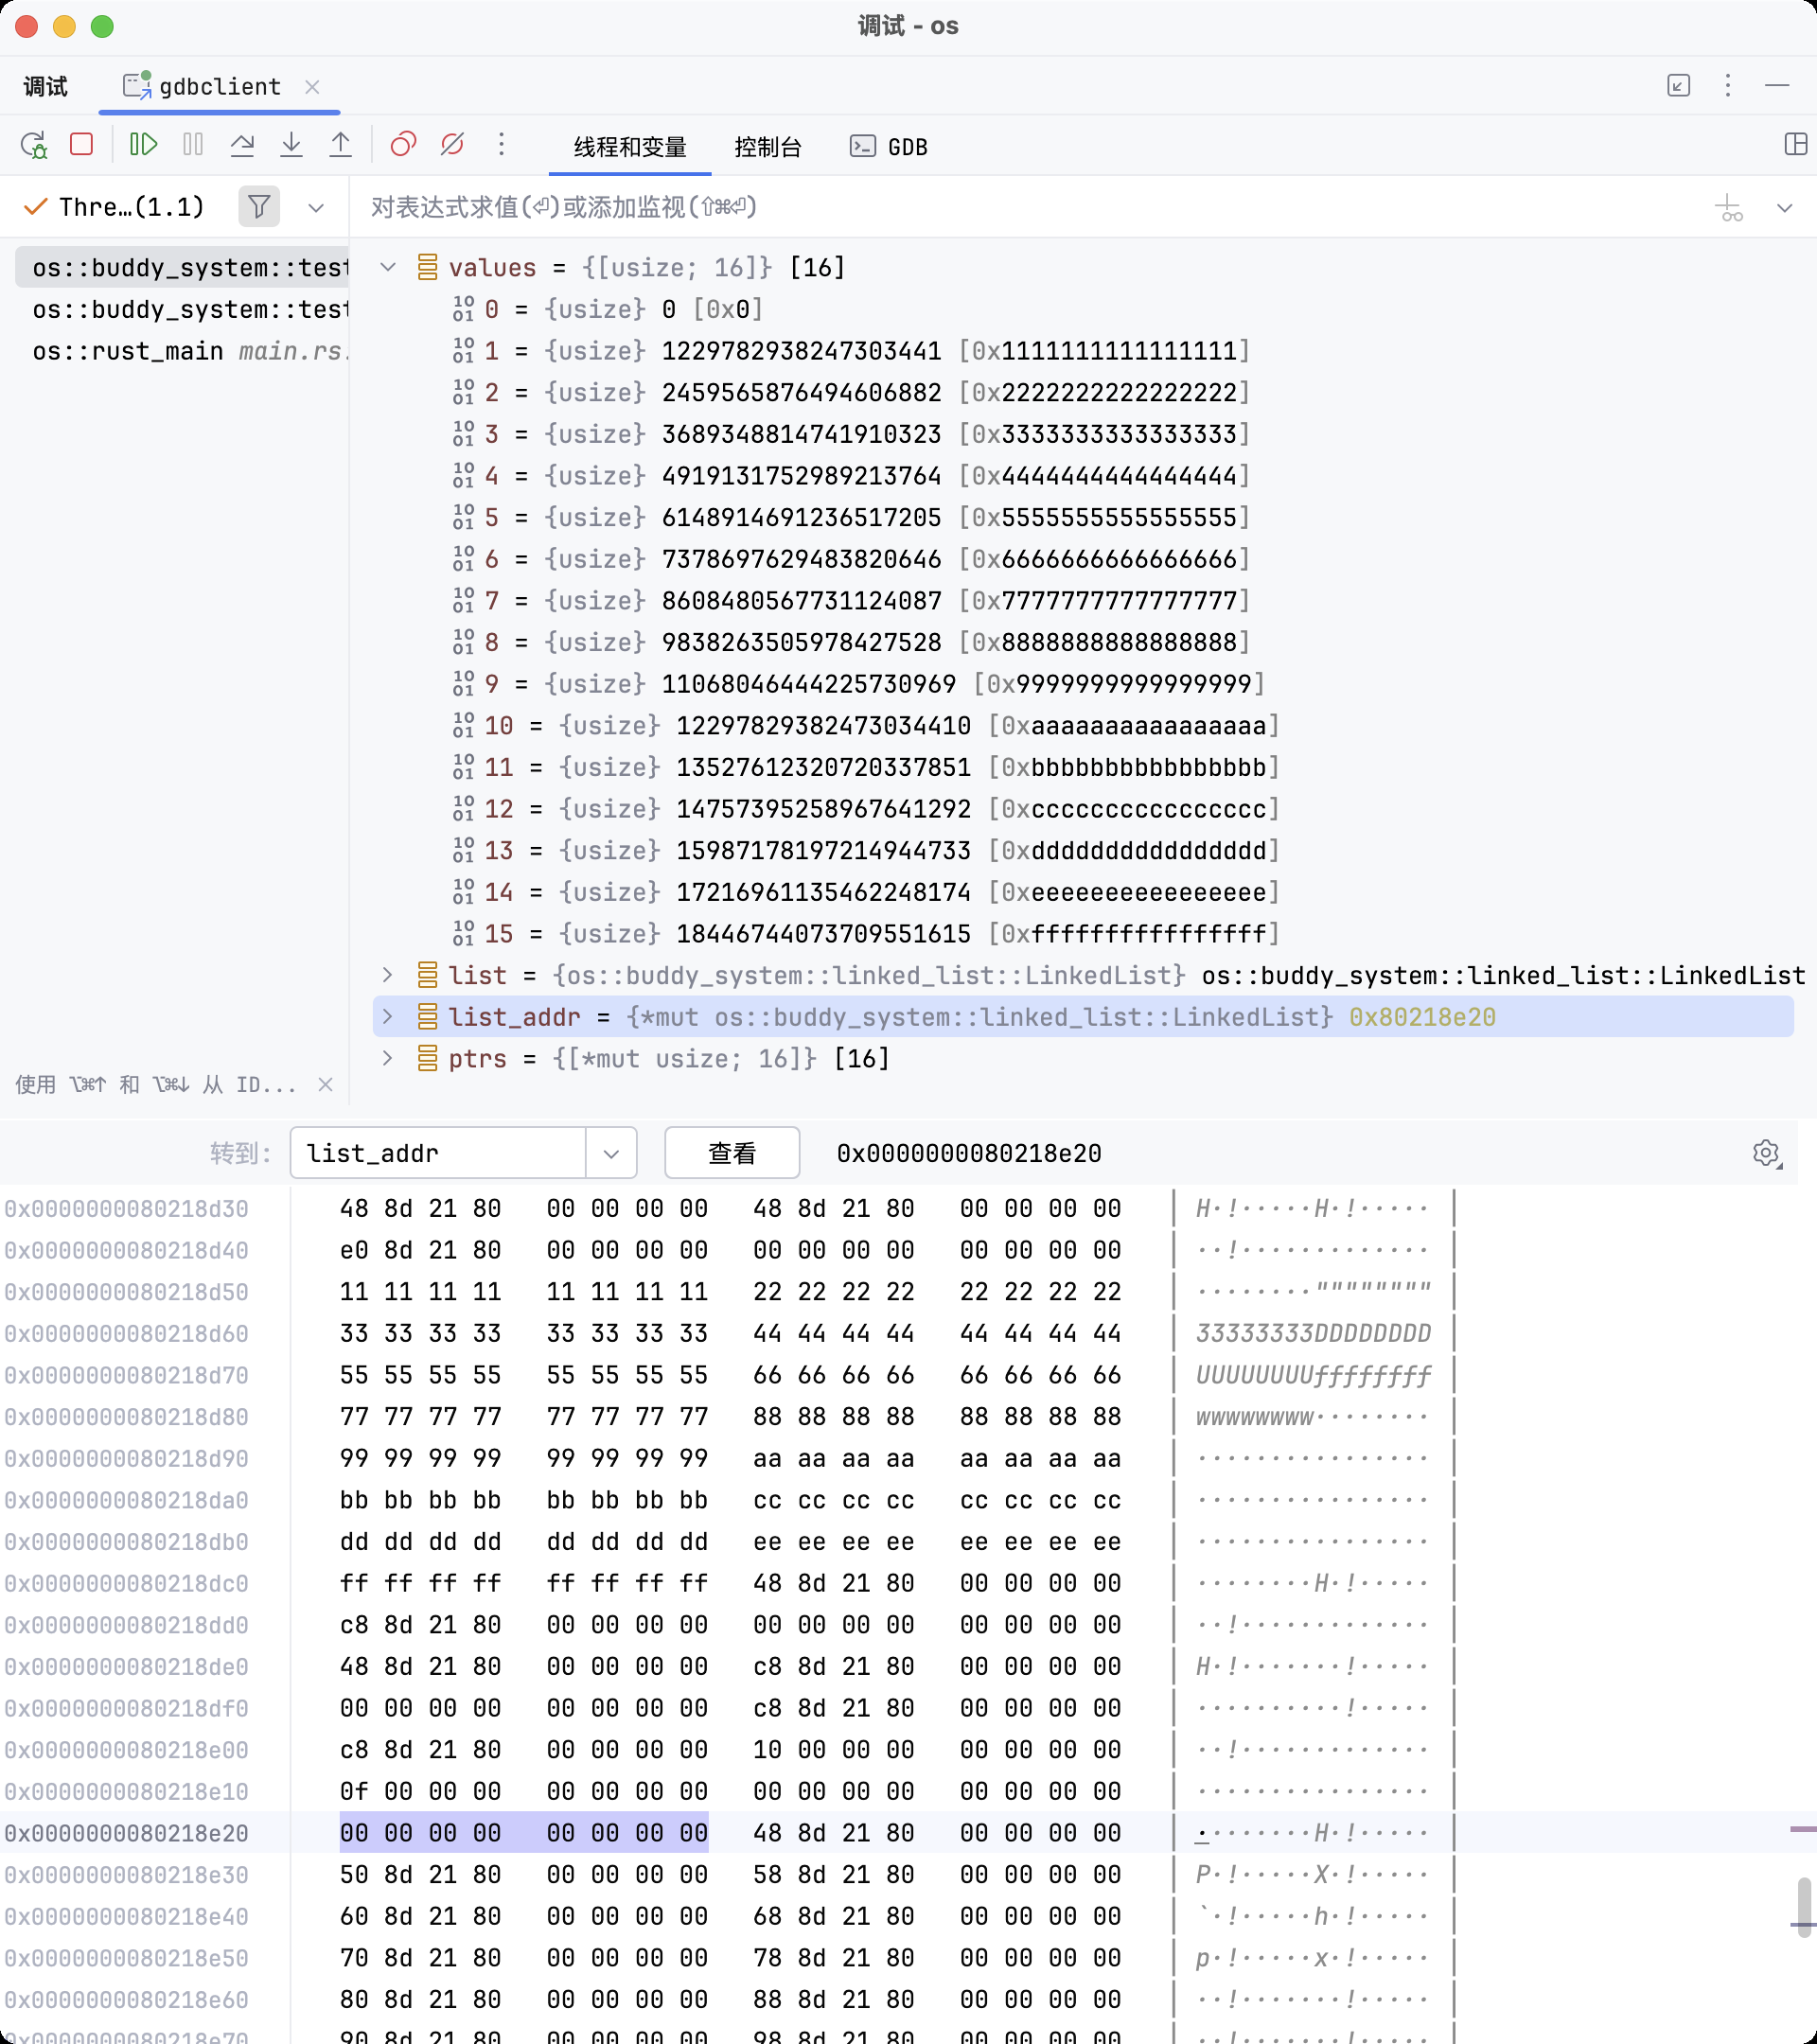 调试 - os
调试 gdbclient
线程和变量 控制台 GDB
Thre…(1.1) 对表达式求值(⏎)或添加监视(⇧⌘⏎)
os::buddy_system::test
os::buddy_system::test
os::rust_main main.rs:
values = {[usize; 16]} [16]
0 = {usize} 0 [0x0]
1 = {usize} 1229782938247303441 [0x1111111111111111]
2 = {usize} 2459565876494606882 [0x2222222222222222]
3 = {usize} 3689348814741910323 [0x3333333333333333]
4 = {usize} 4919131752989213764 [0x4444444444444444]
5 = {usize} 6148914691236517205 [0x5555555555555555]
6 = {usize} 7378697629483820646 [0x6666666666666666]
7 = {usize} 8608480567731124087 [0x7777777777777777]
8 = {usize} 9838263505978427528 [0x8888888888888888]
9 = {usize} 11068046444225730969 [0x9999999999999999]
10 = {usize} 12297829382473034410 [0xaaaaaaaaaaaaaaaa]
11 = {usize} 13527612320720337851 [0xbbbbbbbbbbbbbbbb]
12 = {usize} 14757395258967641292 [0xcccccccccccccccc]
13 = {usize} 15987178197214944733 [0xdddddddddddddddd]
14 = {usize} 17216961135462248174 [0xeeeeeeeeeeeeeeee]
15 = {usize} 18446744073709551615 [0xffffffffffffffff]
list = {os::buddy_system::linked_list::LinkedList} os::buddy_system::linked_list::LinkedList
list_addr = {*mut os::buddy_system::linked_list::LinkedList} 0x80218e20
ptrs = {[*mut usize; 16]} [16]
使用 ⌥⌘↑ 和 ⌥⌘↓ 从 ID...
转到: list_addr 查看 0x0000000080218e20
0x0000000080218d30 48 8d 21 80 00 00 00 00 48 8d 21 80 00 00 00 00 H·!·····H·!·····
0x0000000080218d40 e0 8d 21 80 00 00 00 00 00 00 00 00 00 00 00 00 ··!·············
0x0000000080218d50 11 11 11 11 11 11 11 11 22 22 22 22 22 22 22 22 ········""""""""
0x0000000080218d60 33 33 33 33 33 33 33 33 44 44 44 44 44 44 44 44 33333333DDDDDDDD
0x0000000080218d70 55 55 55 55 55 55 55 55 66 66 66 66 66 66 66 66 UUUUUUUUffffffff
0x0000000080218d80 77 77 77 77 77 77 77 77 88 88 88 88 88 88 88 88 wwwwwwww········
0x0000000080218d90 99 99 99 99 99 99 99 99 aa aa aa aa aa aa aa aa ················
0x0000000080218da0 bb bb bb bb bb bb bb bb cc cc cc cc cc cc cc cc ················
0x0000000080218db0 dd dd dd dd dd dd dd dd ee ee ee ee ee ee ee ee ················
0x0000000080218dc0 ff ff ff ff ff ff ff ff 48 8d 21 80 00 00 00 00 ········H·!·····
0x0000000080218dd0 c8 8d 21 80 00 00 00 00 00 00 00 00 00 00 00 00 ··!·············
0x0000000080218de0 48 8d 21 80 00 00 00 00 c8 8d 21 80 00 00 00 00 H·!·······!·····
0x0000000080218df0 00 00 00 00 00 00 00 00 c8 8d 21 80 00 00 00 00 ··········!·····
0x0000000080218e00 c8 8d 21 80 00 00 00 00 10 00 00 00 00 00 00 00 ··!·············
0x0000000080218e10 0f 00 00 00 00 00 00 00 00 00 00 00 00 00 00 00 ················
0x0000000080218e20 00 00 00 00 00 00 00 00 48 8d 21 80 00 00 00 00 ········H·!·····
0x0000000080218e30 50 8d 21 80 00 00 00 00 58 8d 21 80 00 00 00 00 P·!·····X·!·····
0x0000000080218e40 60 8d 21 80 00 00 00 00 68 8d 21 80 00 00 00 00 `·!·····h·!·····
0x0000000080218e50 70 8d 21 80 00 00 00 00 78 8d 21 80 00 00 00 00 p·!·····x·!·····
0x0000000080218e60 80 8d 21 80 00 00 00 00 88 8d 21 80 00 00 00 00 ··!·······!·····
0x0000000080218e70 90 8d 21 80 00 00 00 00 98 8d 21 80 00 00 00 00 ··!·······!·····